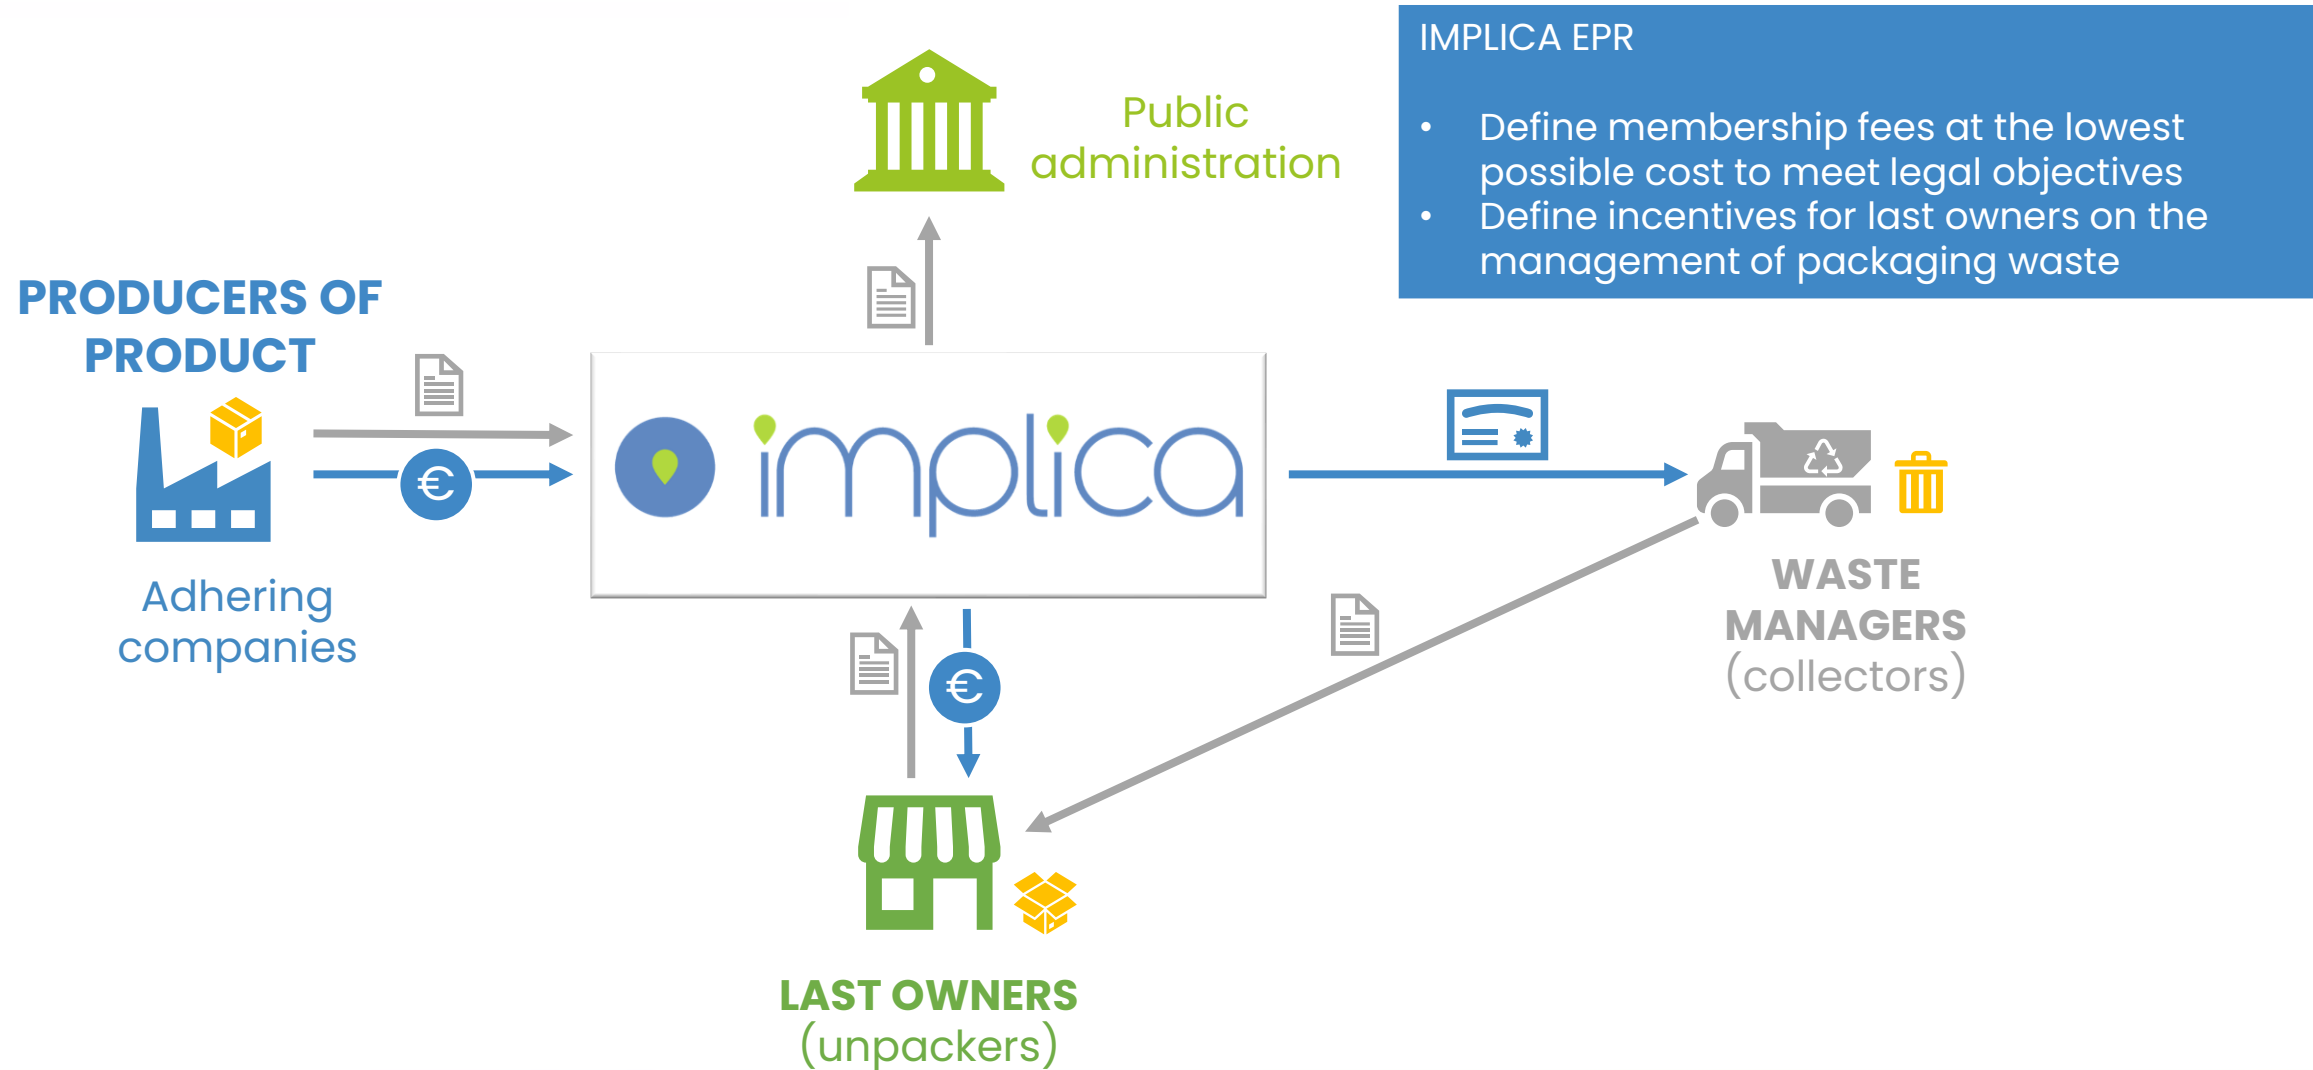 IMPLICA EPR
• Define membership fees at the lowest
possible cost to meet legal objectives
• Define incentives for last owners on the
management of packaging waste
Public
administration
PRODUCERS OF
PRODUCT
€
Adhering
companies
implica
WASTE
MANAGERS
(collectors)
€
LAST OWNERS
(unpackers)